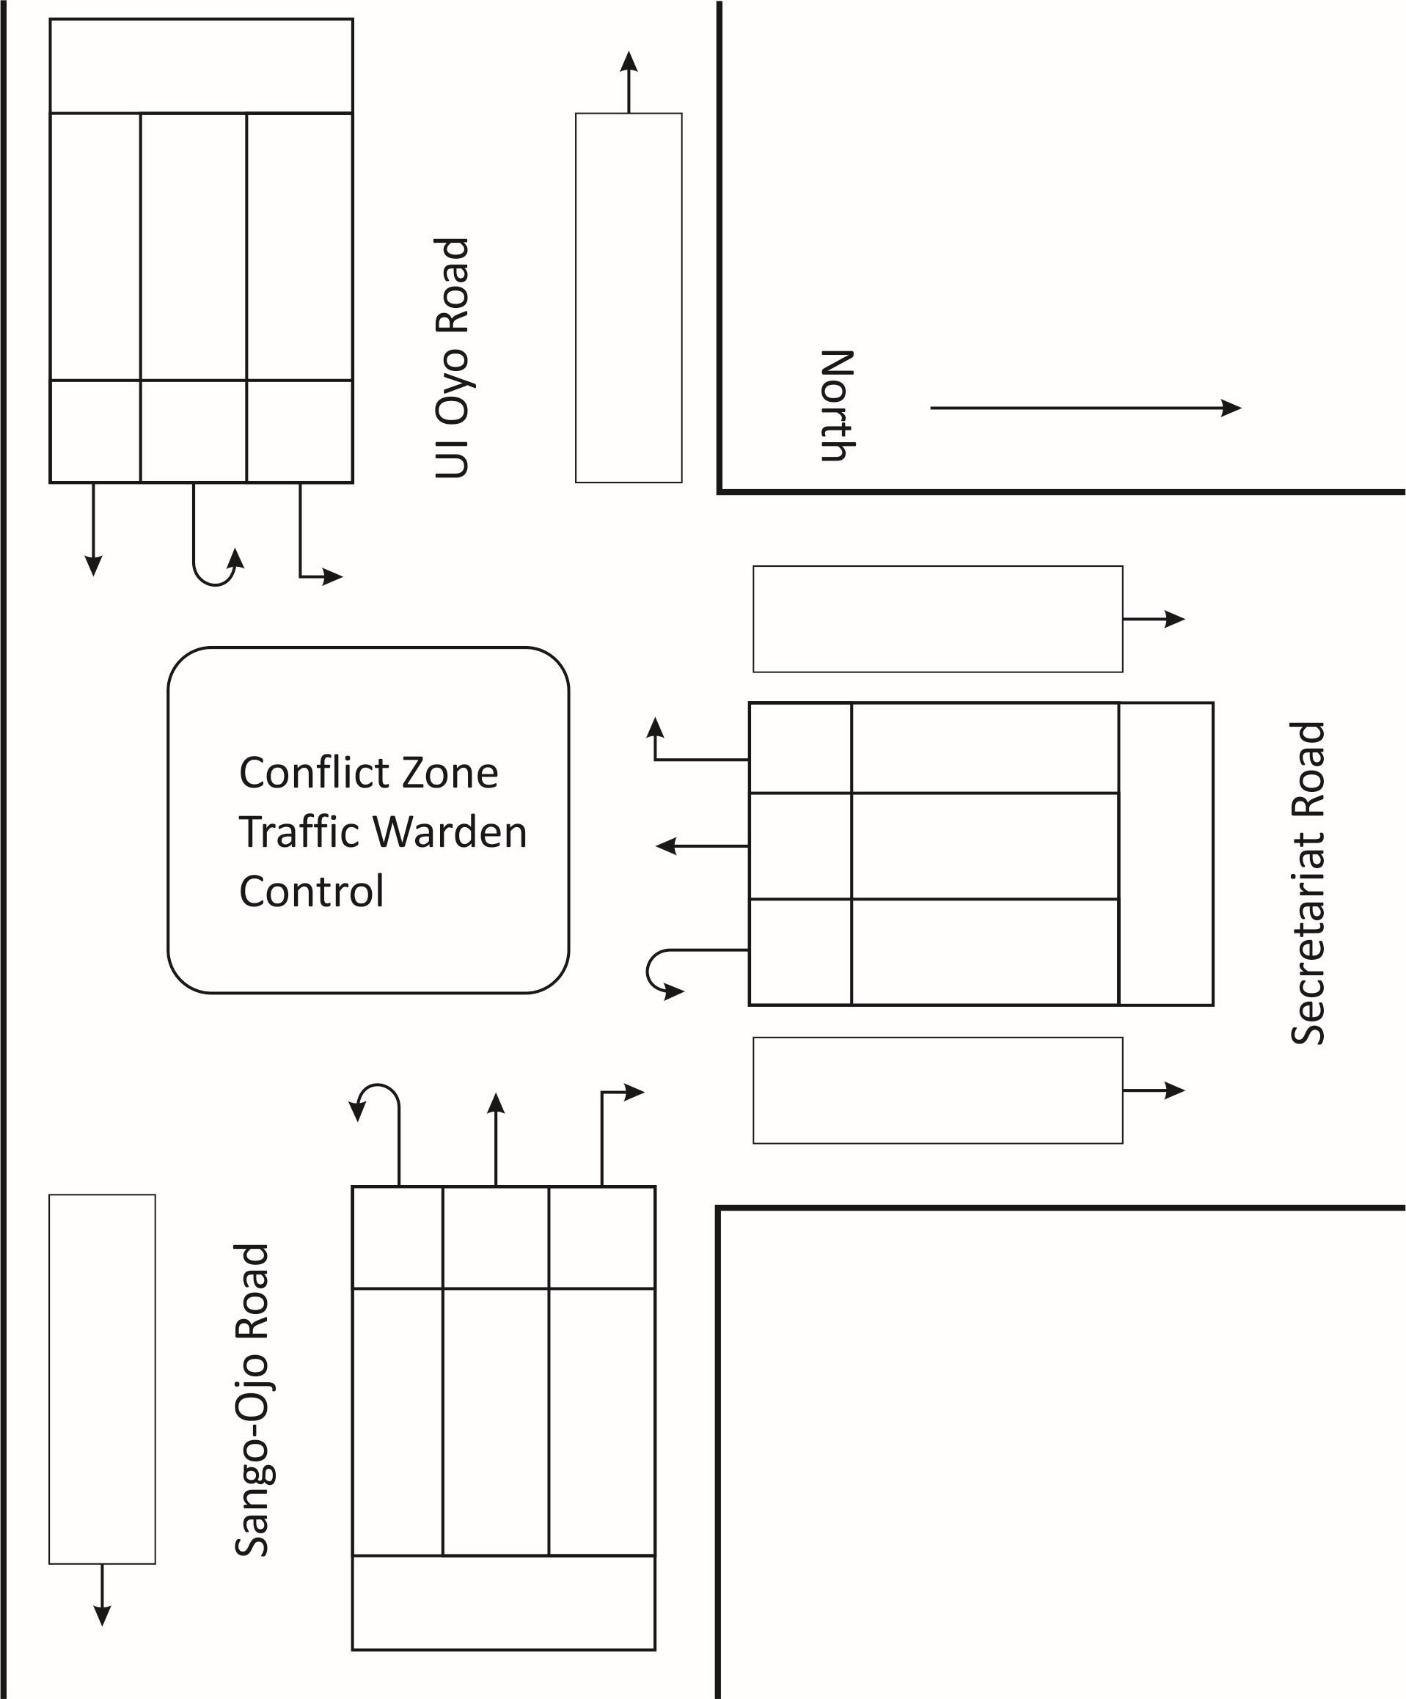 UI Oyo Road
North
Conflict Zone
Traffic Warden
Control
Secretariat Road
Sango-Ojo Road